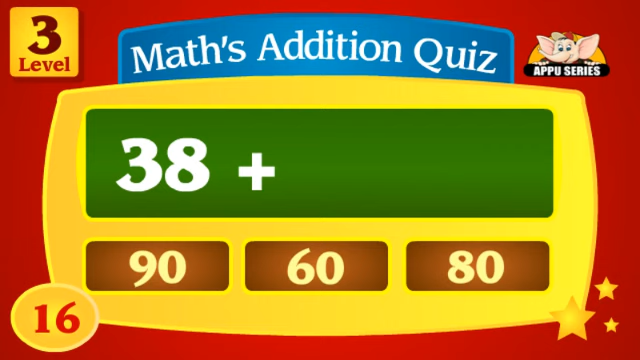 3
Level
Math's Addition Quiz
APPU SERIES
38 +
90
60
80
16